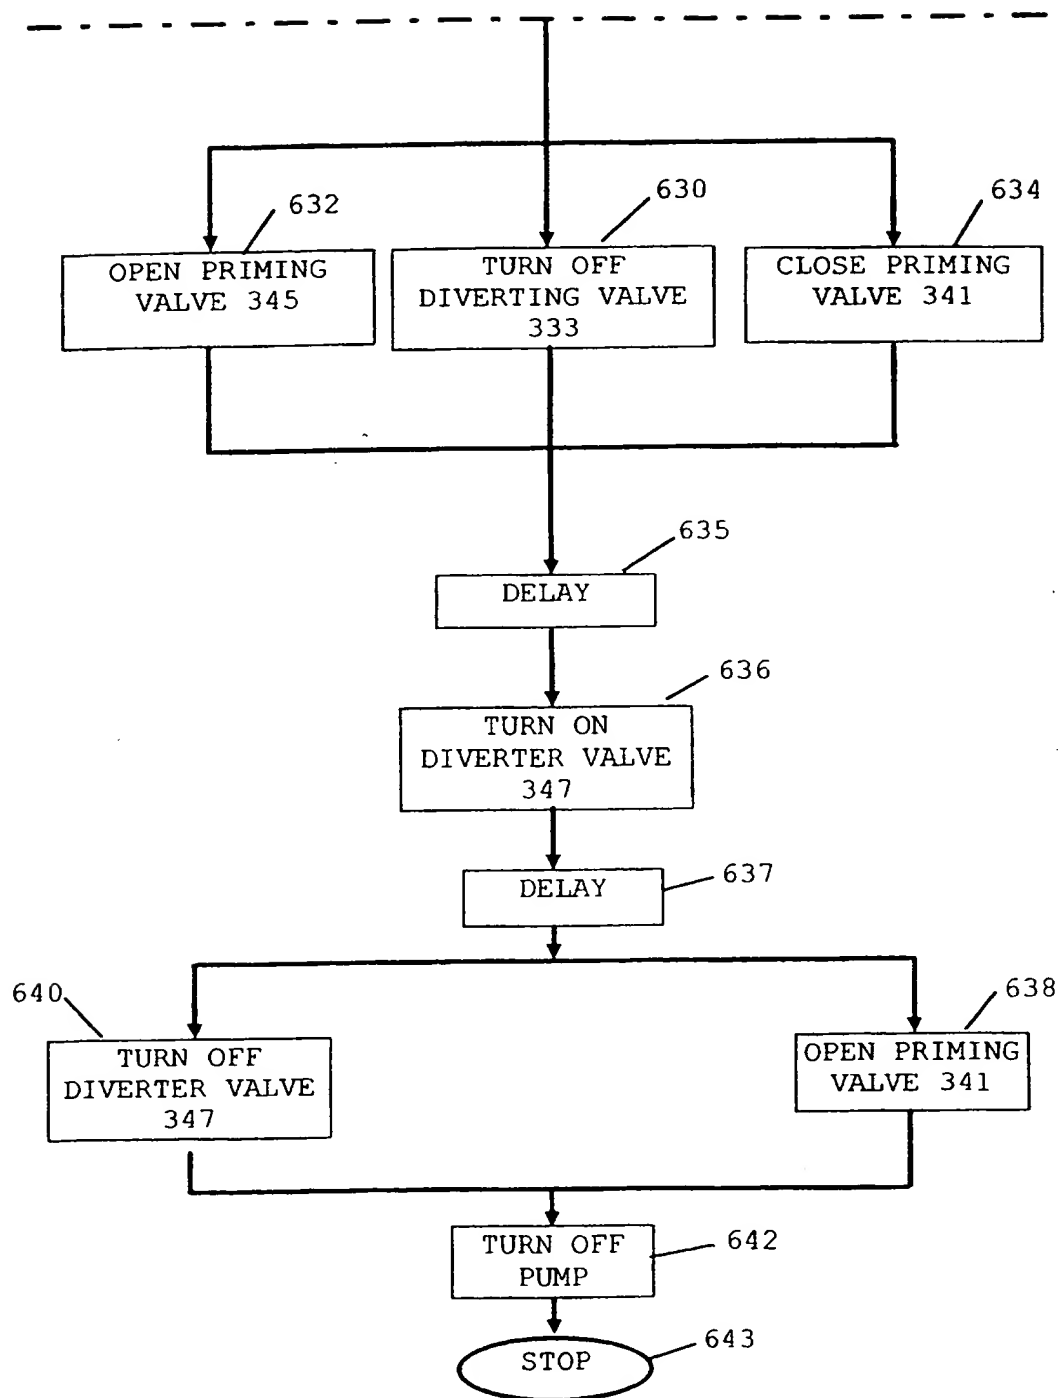 632
630
634
OPEN PRIMING
VALVE 345
TURN OFF
DIVERTING VALVE
333
CLOSE PRIMING
VALVE 341
635
DELAY
636
TURN ON
DIVERTER VALVE
347
637
DELAY
640
638
TURN OFF
DIVERTER VALVE
347
OPEN PRIMING
VALVE 341
642
TURN OFF
PUMP
643
STOP